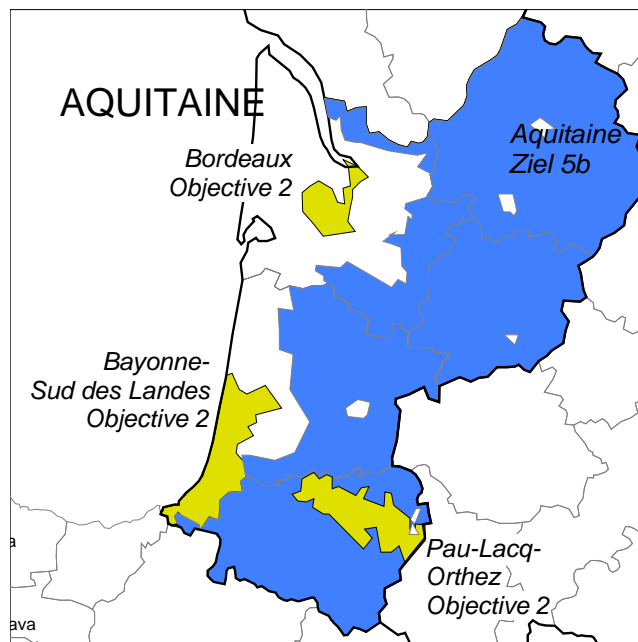 AQUITAINE
Bordeaux
Objective 2
Aquitaine
Ziel 5b
Bayonne-
Sud des Landes
Objective 2
Pau-Lacq-
Orthez
Objective 2
a
ava